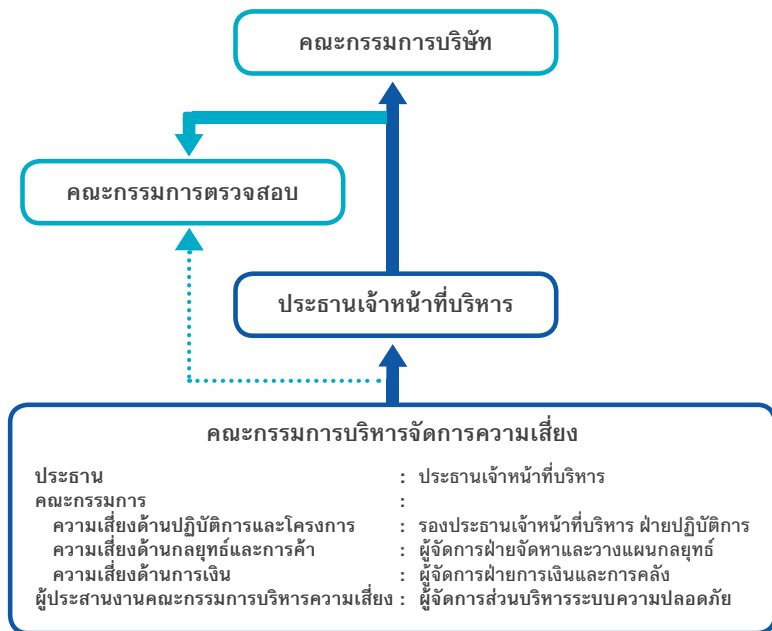 คณะกรรมการบริษัท
คณะกรรมการตรวจสอบ
ประธานเจ้าหน้าที่บริหาร
คณะกรรมการบริหารจัดการความเสี่ยง
ประธาน : ประธานเจ้าหน้าที่บริหาร
คณะกรรมการ :
ความเสี่ยงด้านปฏิบัติการและโครงการ : รองประธานเจ้าหน้าที่บริหาร ฝ่ายปฏิบัติการ
ความเสี่ยงด้านกลยุทธ์และการค้า : ผู้จัดการฝ่ายจัดหาและวางแผนกลยุทธ์
ความเสี่ยงด้านการเงิน : ผู้จัดการฝ่ายการเงินและการคลัง
ผู้ประสานงานคณะกรรมการบริหารความเสี่ยง : ผู้จัดการส่วนบริหารระบบความปลอดภัย